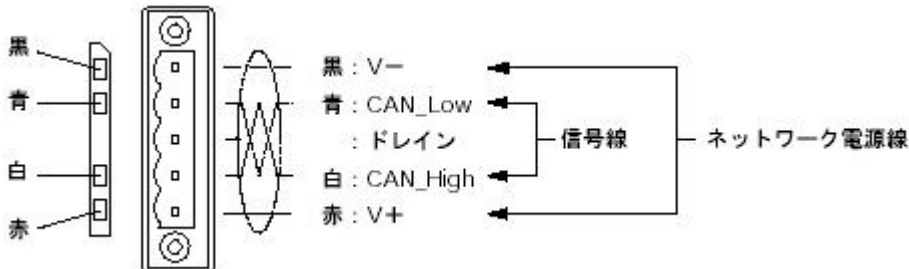 黒
青
白
赤
黒：V－
青：CAN_Low
：ドレイン
白：CAN_High
赤：V+
信号線
ネットワーク電源線